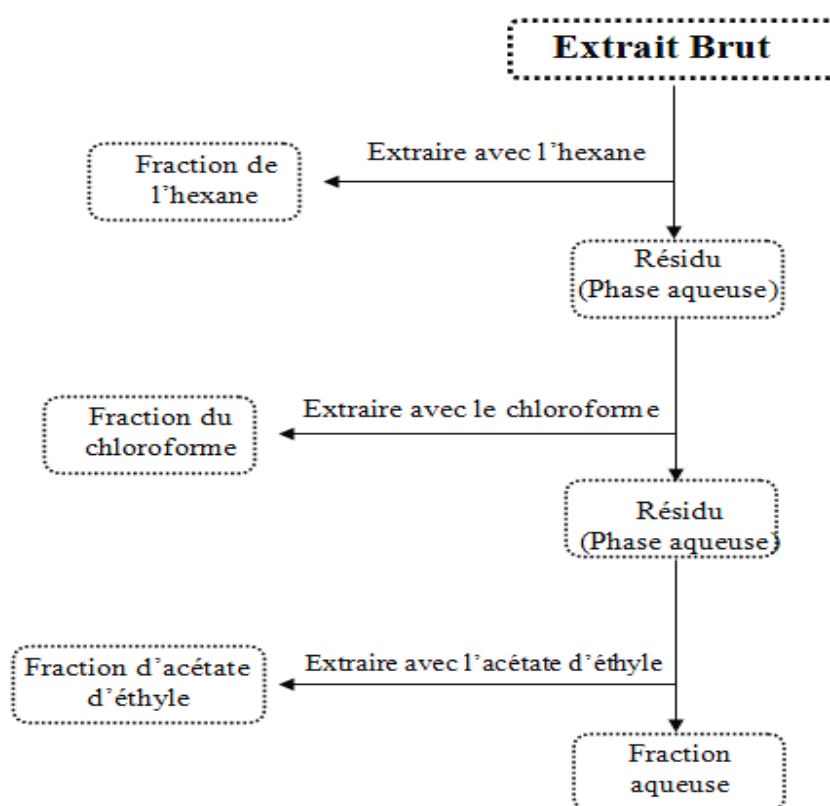 Extrait Brut
Extraire avec l'hexane
Fraction de
l'hexane
Résidu
(Phase aqueuse)
Extraire avec le chloroforme
Fraction du
chloroforme
Résidu
(Phase aqueuse)
Extraire avec l'acétate d'éthyle
Fraction d'acétate
d'éthyle
Fraction
aqueuse